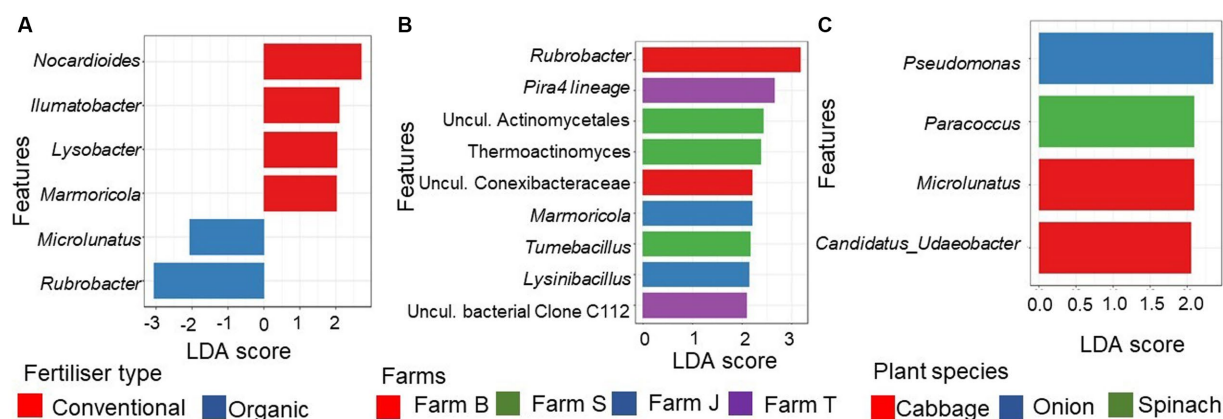 A
Features
Nocardioides
Ilumatobacter
Lysobacter
Marmoricola
Microlunatus
Rubrobacter
-3 -2 -1 0 1 2
LDA score
Fertiliser type
Conventional Organic
B
Features
Rubrobacter
Pira4 lineage
Uncul. Actinomycetales
Thermoactinomyces
Uncul. Conexibacteraceae
Marmoricola
Tumebacillus
Lysinibacillus
Uncul. bacterial Clone C112
0 1 2 3
LDA score
Farms
Farm B Farm S Farm J Farm T
C
Features
Pseudomonas
Paracoccus
Microlunatus
Candidatus_Udaeobacter
0.0 0.5 1.0 1.5 2.0
LDA score
Plant species
Cabbage Onion Spinach